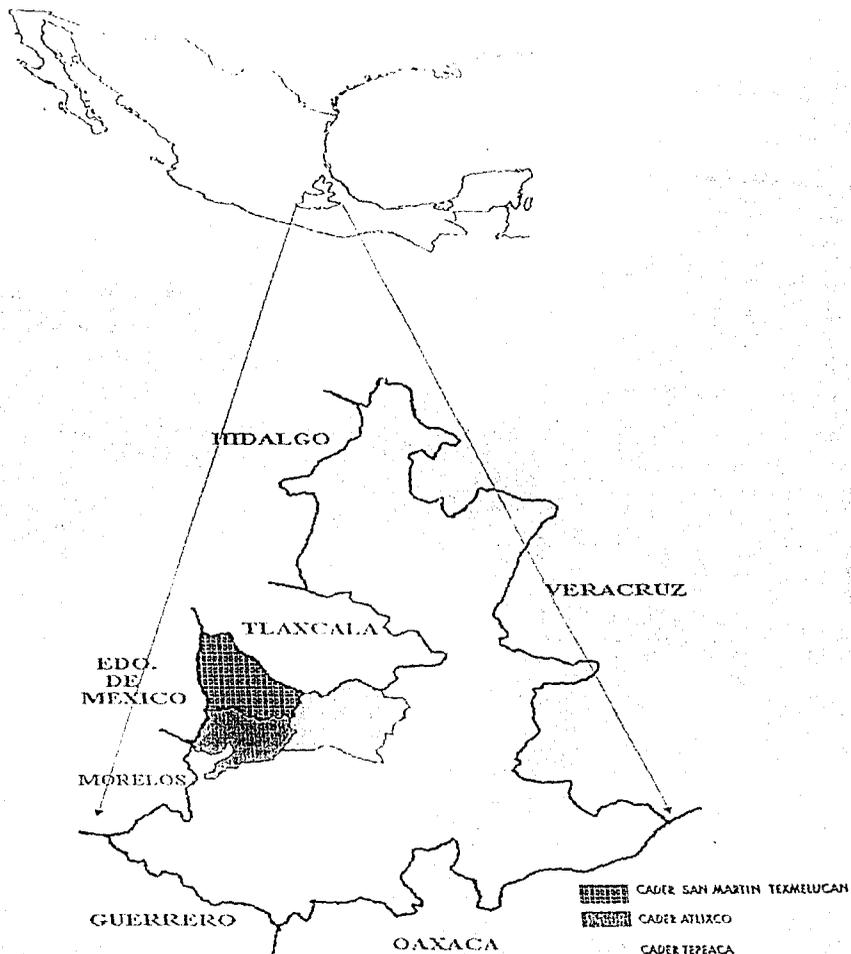 HIDALGO
VERACRUZ
TLAXCALA
EDO.
DE
MEXICO
MORELOS
GUERRERO
OAXACA
CADER SAN MARTIN TEXMELUCAN
CADER ATLIXCO
CADER TEPEACA